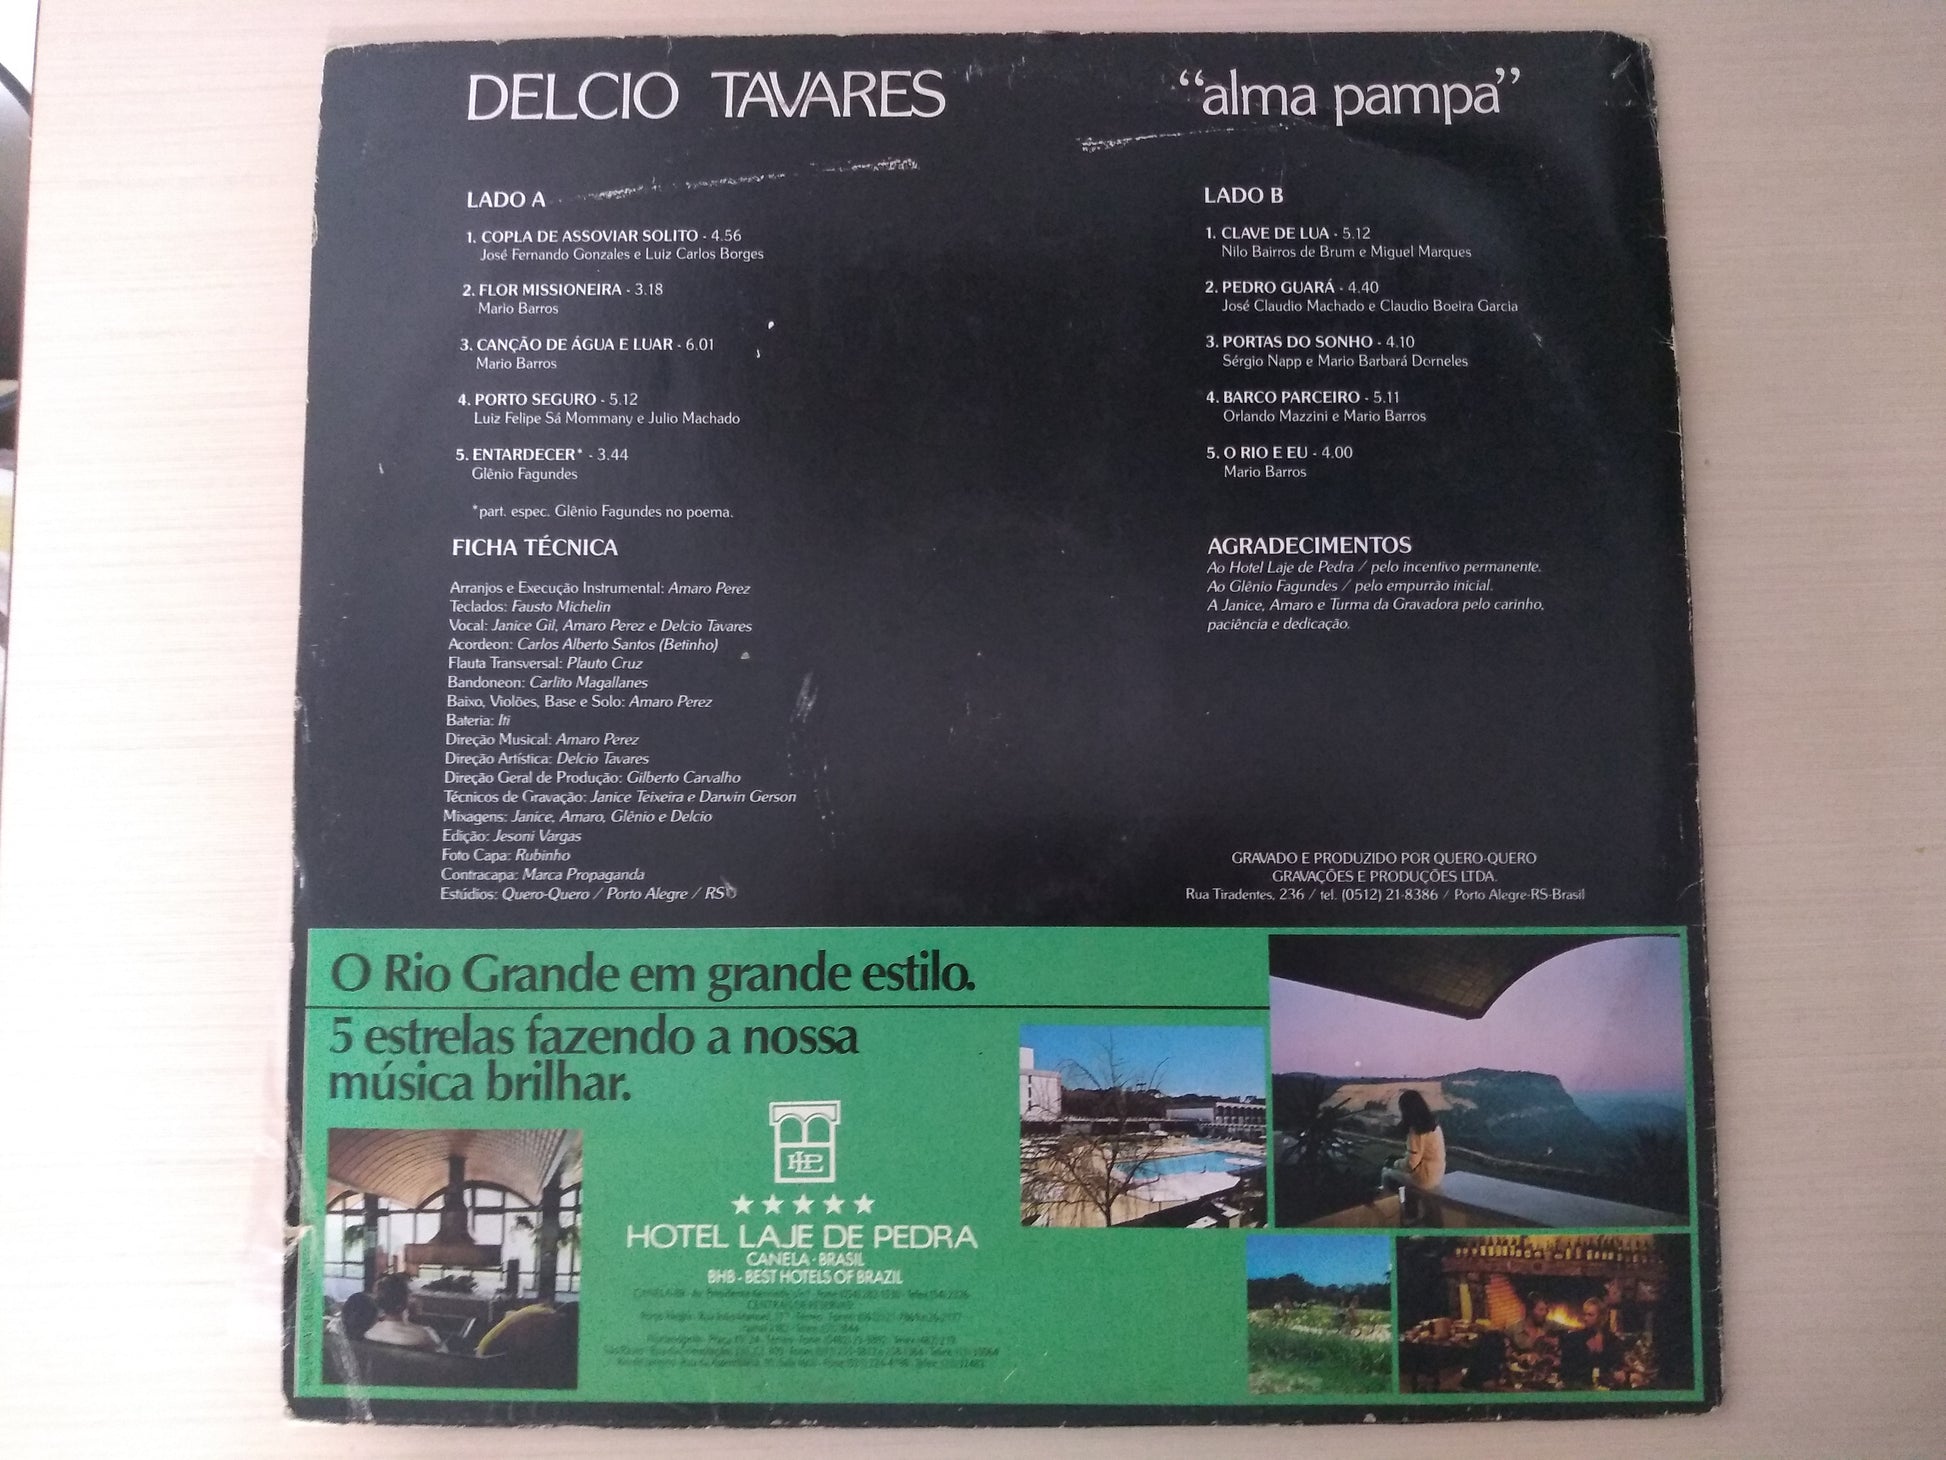 DELCIO TAVARES
“alma pampa”
LADO A
1. COPLA DE ASSOVIAR SOLITO - 4.56
José Fernando Gonzales e Luiz Carlos Borges
2. FLOR MISSIONEIRA - 3.18
Mario Barros
3. CANÇÃO DE ÁGUA E LUAR - 6.01
Mario Barros
4. PORTO SEGURO - 5.12
Luiz Felipe Sá Mommany e Julio Machado
5. ENTARDECER* - 3.44
Glênio Fagundes
*part. espec. Glênio Fagundes no poema.
LADO B
1. CLAVE DE LUA - 5.12
Nilo Bairros de Brum e Miguel Marques
2. PEDRO GUARÁ - 4.40
José Claudio Machado e Claudio Boeira Garcia
3. PORTAS DO SONHO - 4.10
Sérgio Napp e Mario Barbará Dorneles
4. BARCO PARCEIRO - 5.11
Orlando Mazzini e Mario Barros
5. O RIO E EU - 4.00
Mario Barros
FICHA TÉCNICA
Arranjos e Execução Instrumental: Amaro Perez
Teclados: Fausto Michelin
Vocal: Janice Gil, Amaro Perez e Delcio Tavares
Acordeon: Carlos Alberto Santos (Betinho)
Flauta Transversal: Plauto Cruz
Bandoneon: Carlito Magallanes
Baixo, Violões, Base e Solo: Amaro Perez
Bateria: Iti
Direção Musical: Amaro Perez
Direção Artística: Delcio Tavares
Direção Geral de Produção: Gilberto Carvalho
Técnicos de Gravação: Janice Teixeira e Darwin Gerson
Mixagens: Janice, Amaro, Glênio e Delcio
Edição: Jesoni Vargas
Foto Capa: Rubinho
Contracapa: Marca Propaganda
Estúdios: Quero-Quero / Porto Alegre / RS
AGRADECIMENTOS
Ao Hotel Laje de Pedra / pelo incentivo permanente.
Ao Glênio Fagundes / pelo empurrão inicial.
A Janice, Amaro e Turma da Gravadora pelo carinho,
paciência e dedicação.
GRAVADO E PRODUZIDO POR QUERO-QUERO
GRAVAÇÕES E PRODUÇÕES LTDA.
Rua Tiradentes, 236 / tel. (0512) 21-8386 / Porto Alegre-RS-Brasil
O Rio Grande em grande estilo.
5 estrelas fazendo a nossa
música brilhar.
HLP
HOTEL LAJE DE PEDRA
CANELA - BRASIL
BHB - BEST HOTELS OF BRAZIL